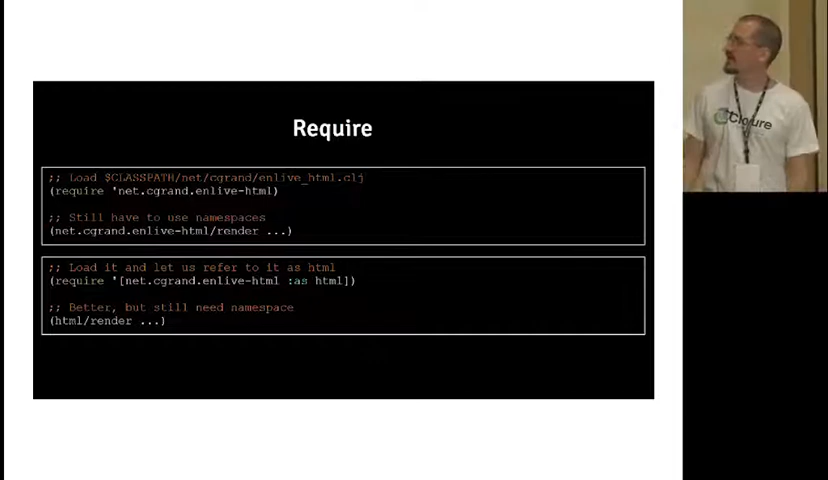 Require
;; Load $CLASSPATH/net/cgrand/enlive_html.clj
(require 'net.cgrand.enlive-html)
;; Still have to use namespaces
(net.cgrand.enlive-html/render ...)
;; Load it and let us refer to it as html
(require '[net.cgrand.enlive-html :as html])
;; Better, but still need namespace
(html/render ...)
Clojure